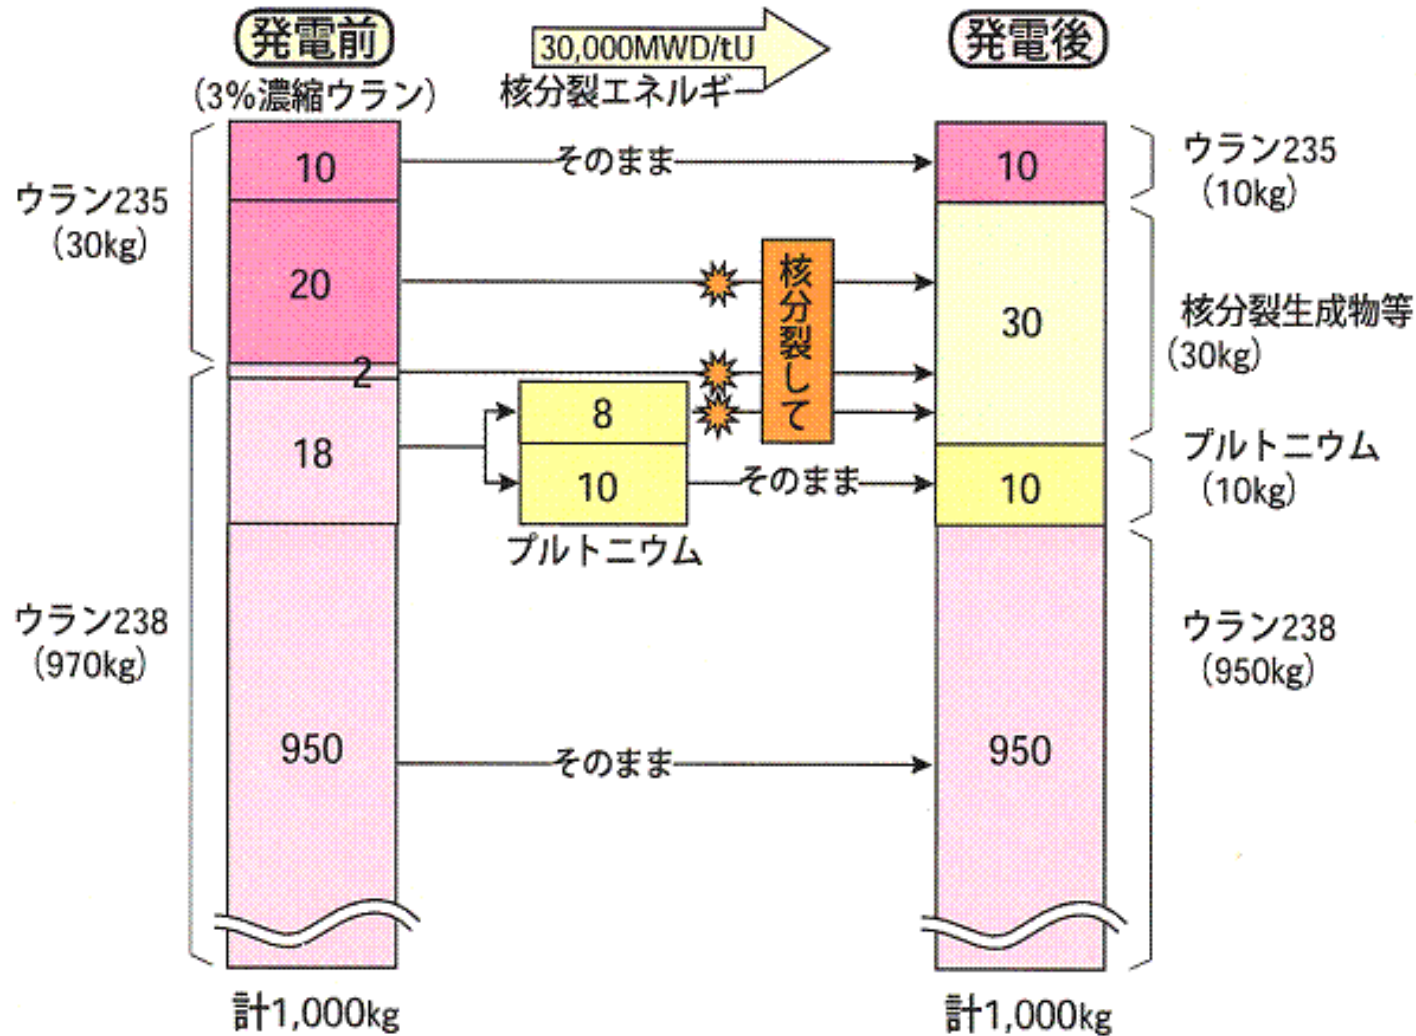 発電前
30,000MWD/tU
発電後
(3%濃縮ウラン)
核分裂エネルギー
ウラン235
(30kg)
10
そのまま
10
ウラン235
(10kg)
20
核分裂して
30
核分裂生成物等
(30kg)
2
18
8
10
プルトニウム
そのまま
10
プルトニウム
(10kg)
ウラン238
(970kg)
950
そのまま
950
ウラン238
(950kg)
計1,000kg
計1,000kg